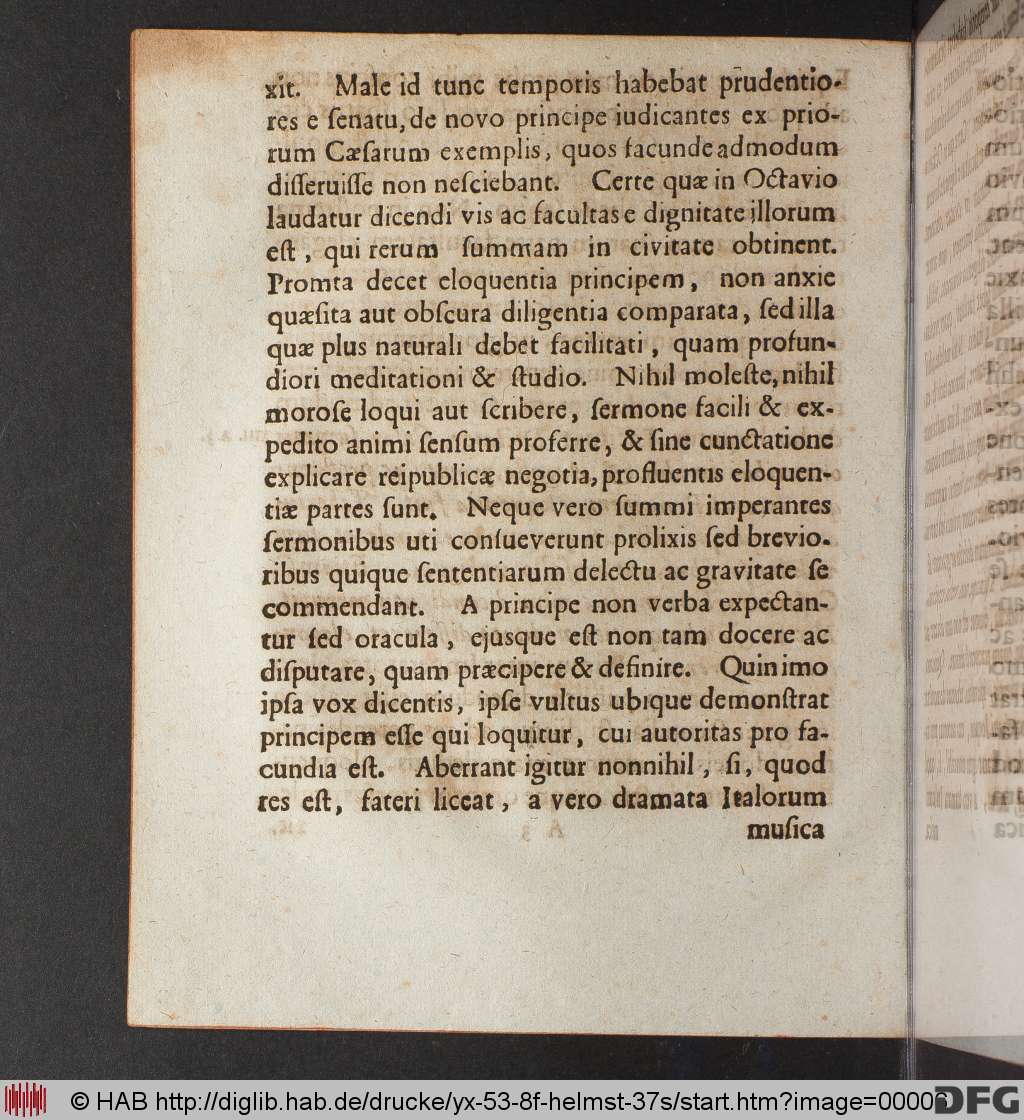 xit. Male id tunc temporis habebat prudentio-
res e ſenatu, de novo principe iudicantes ex prio-
rum Cæſarum exemplis, quos facunde admodum
diſſeruiſſe non neſciebant. Certe quæ in Octavio
laudatur dicendi vis ac facultas e dignitate illorum
eſt, qui rerum ſummam in civitate obtinent.
Promta decet eloquentia principem, non anxie
quæſita aut obſcura diligentia comparata, ſed illa
quæ plus naturali debet facilitati, quam profun-
diori meditationi & ſtudio. Nihil moleſte, nihil
moroſe loqui aut ſcribere, ſermone facili & ex-
pedito animi ſenſum proferre, & ſine cunctatione
explicare reipublicæ negotia, profluentis eloquen-
tiæ partes ſunt. Neque vero ſummi imperantes
ſermonibus uti conſueverunt prolixis ſed brevio-
ribus quique ſententiarum delectu ac gravitate ſe
commendant. A principe non verba expectan-
tur ſed oracula, ejusque eſt non tam docere ac
diſputare, quam præcipere & definire. Quin imo
ipſa vox dicentis, ipſe vultus ubique demonſtrat
principem eſſe qui loquitur, cui autoritas pro fa-
cundia eſt. Aberrant igitur nonnihil, ſi, quod
res eſt, fateri liceat, a vero dramata Italorum
muſica
© HAB http://diglib.hab.de/drucke/yx-53-8f-helmst-37s/start.htm?image=00006
DFG